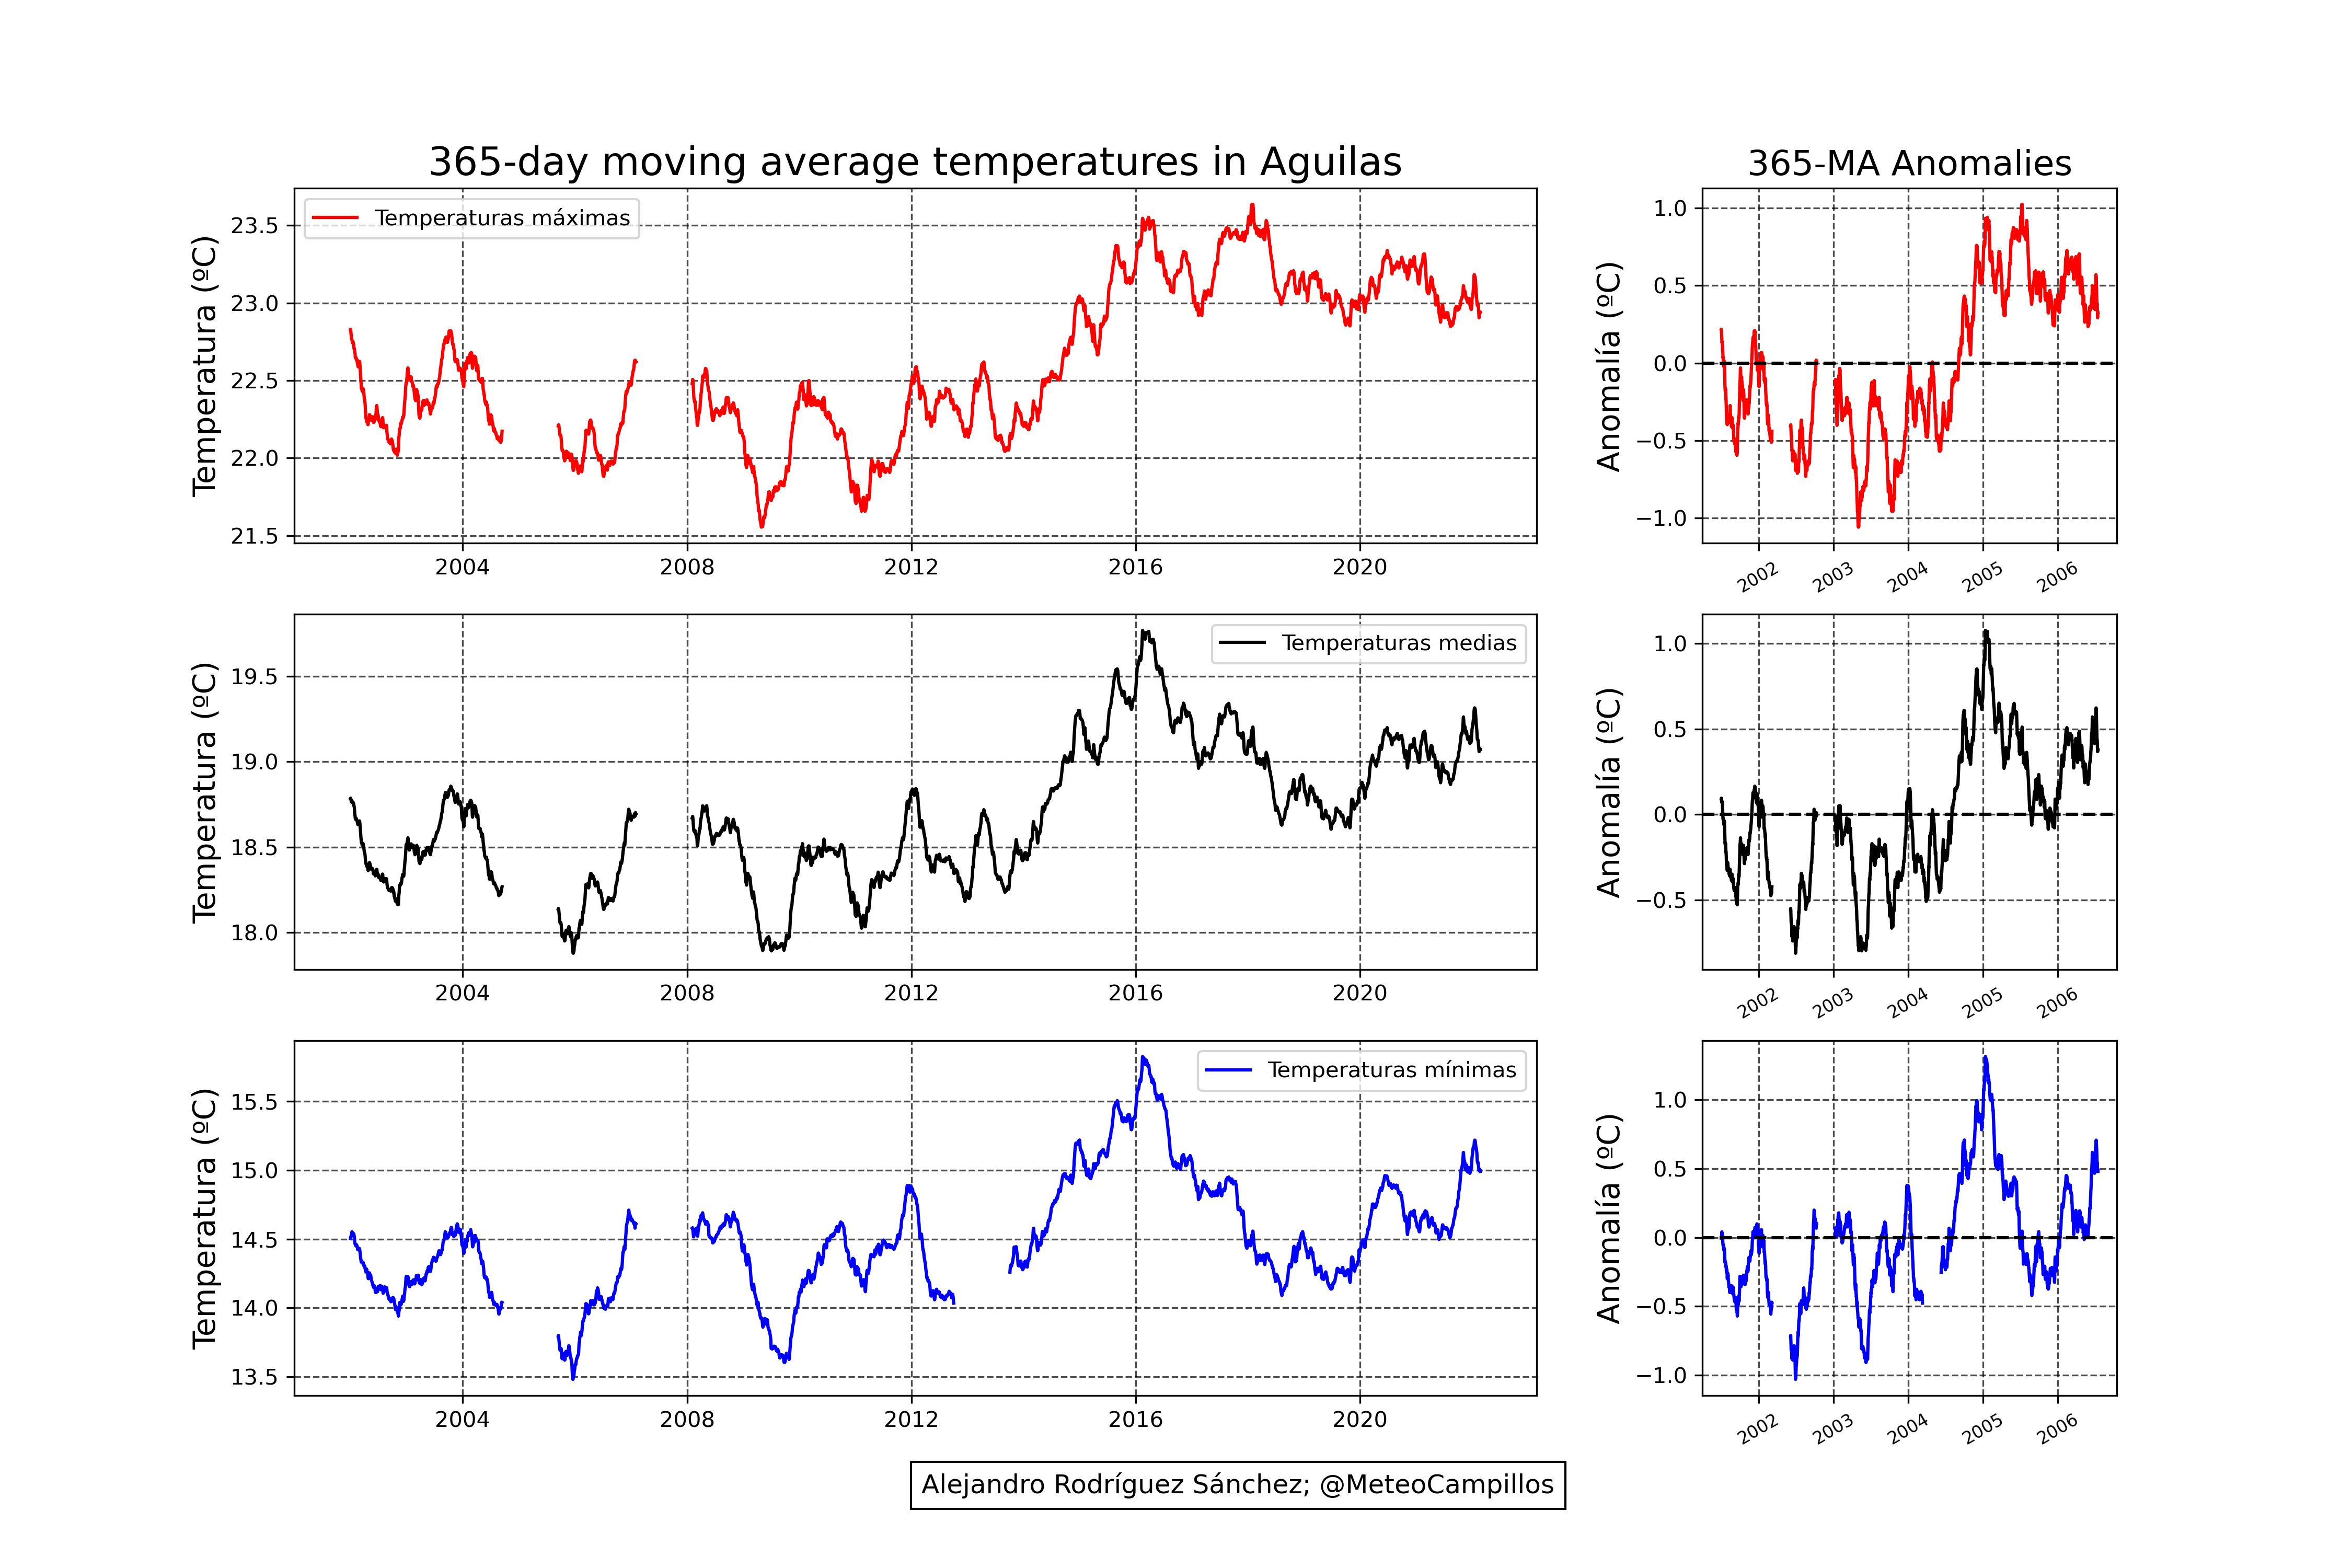 365-day moving average temperatures in Aguilas
365-MA Anomalies
Temperatura (ºC)
23.5
23.0
22.5
22.0
21.5
Temperaturas máximas
2004 2008 2012 2016 2020
Anomalía (ºC)
1.0
0.5
0.0
−0.5
−1.0
2002 2003 2004 2005 2006
Temperatura (ºC)
19.5
19.0
18.5
18.0
Temperaturas medias
2004 2008 2012 2016 2020
Anomalía (ºC)
1.0
0.5
0.0
−0.5
2002 2003 2004 2005 2006
Temperatura (ºC)
15.5
15.0
14.5
14.0
13.5
Temperaturas mínimas
2004 2008 2012 2016 2020
Anomalía (ºC)
1.0
0.5
0.0
−0.5
−1.0
2002 2003 2004 2005 2006
Alejandro Rodríguez Sánchez; @MeteoCampillos